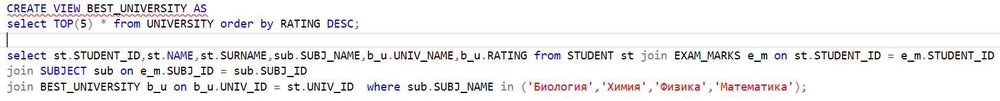 CREATE VIEW BEST_UNIVERSITY AS
select TOP(5) * from UNIVERSITY order by RATING DESC;
select st.STUDENT_ID,st.NAME,st.SURNAME,sub.SUBJ_NAME,b_u.UNIV_NAME,b_u.RATING from STUDENT st join EXAM_MARKS e_m on st.STUDENT_ID = e_m.STUDENT_ID
join SUBJECT sub on e_m.SUBJ_ID = sub.SUBJ_ID
join BEST_UNIVERSITY b_u on b_u.UNIV_ID = st.UNIV_ID  where sub.SUBJ_NAME in ('Биология','Химия','Физика','Математика');